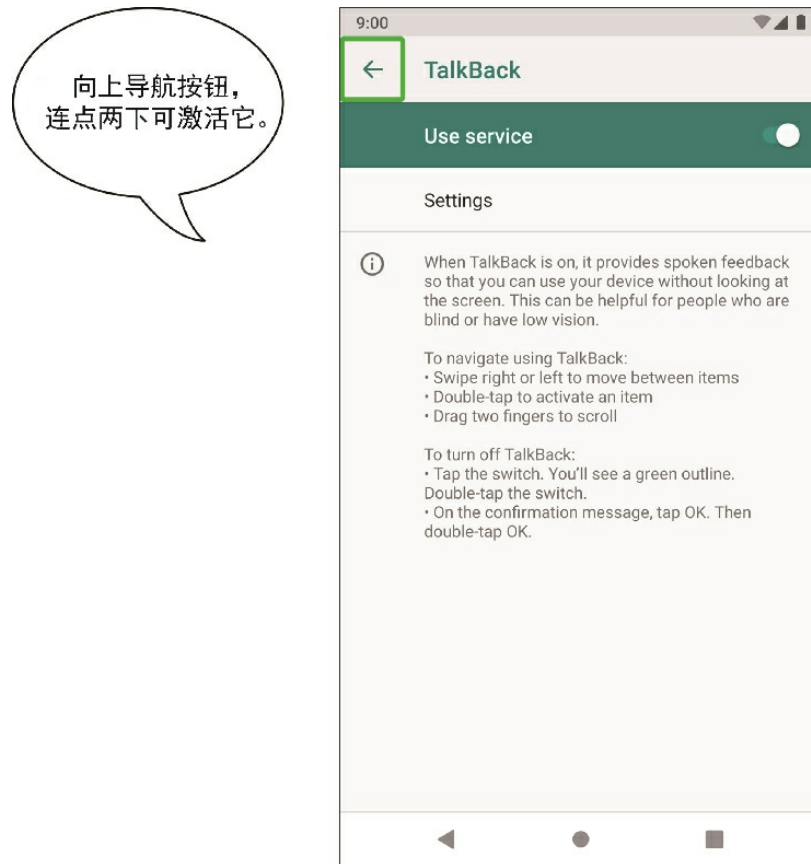 向上导航按钮，
连点两下可激活它。
9:00
TalkBack
Use service
Settings
When TalkBack is on, it provides spoken feedback
so that you can use your device without looking at
the screen. This can be helpful for people who are
blind or have low vision.
To navigate using TalkBack:
• Swipe right or left to move between items
• Double-tap to activate an item
• Drag two fingers to scroll
To turn off TalkBack:
• Tap the switch. You’ll see a green outline.
Double-tap the switch.
• On the confirmation message, tap OK. Then
double-tap OK.